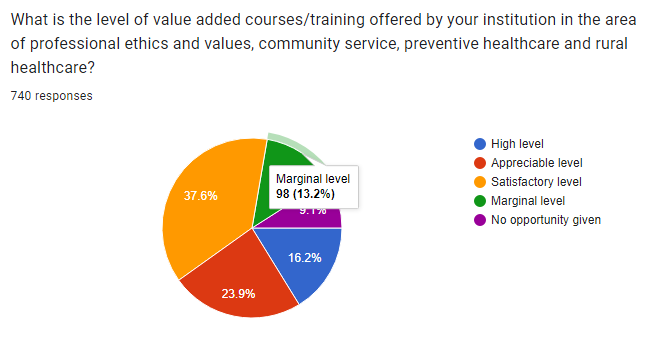 What is the level of value added courses/training offered by your institution in the area
of professional ethics and values, community service, preventive healthcare and rural
healthcare?
740 responses
High level
Appreciable level
Satisfactory level
Marginal level
No opportunity given
Marginal level
98 (13.2%)
37.6%
9.1%
16.2%
23.9%